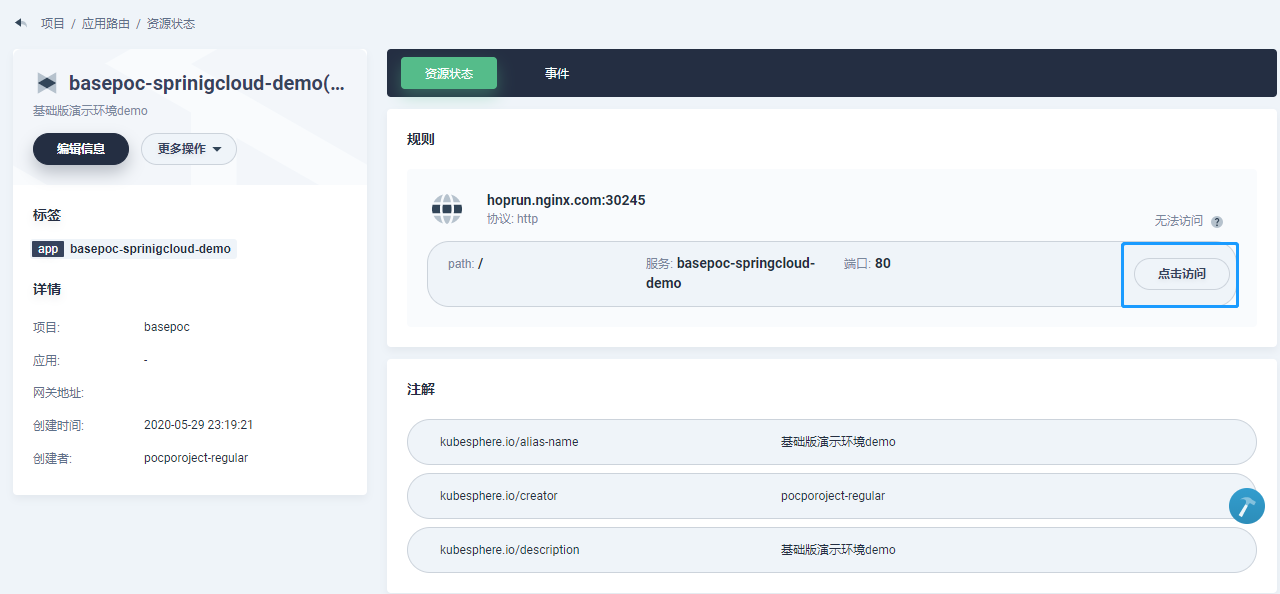 项目 / 应用路由 / 资源状态
basepoc-sprinigcloud-demo(...
基础版演示环境demo
编辑信息
更多操作
标签
app basepoc-sprinigcloud-demo
详情
项目: basepoc
应用: -
网关地址:
创建时间: 2020-05-29 23:19:21
创建者: pocporoject-regular
资源状态
事件
规则
hoprun.nginx.com:30245
协议: http
无法访问 ?
path: / 服务: basepoc-springcloud-demo 端口: 80
点击访问
注解
kubesphere.io/alias-name 基础版演示环境demo
kubesphere.io/creator pocporoject-regular
kubesphere.io/description 基础版演示环境demo